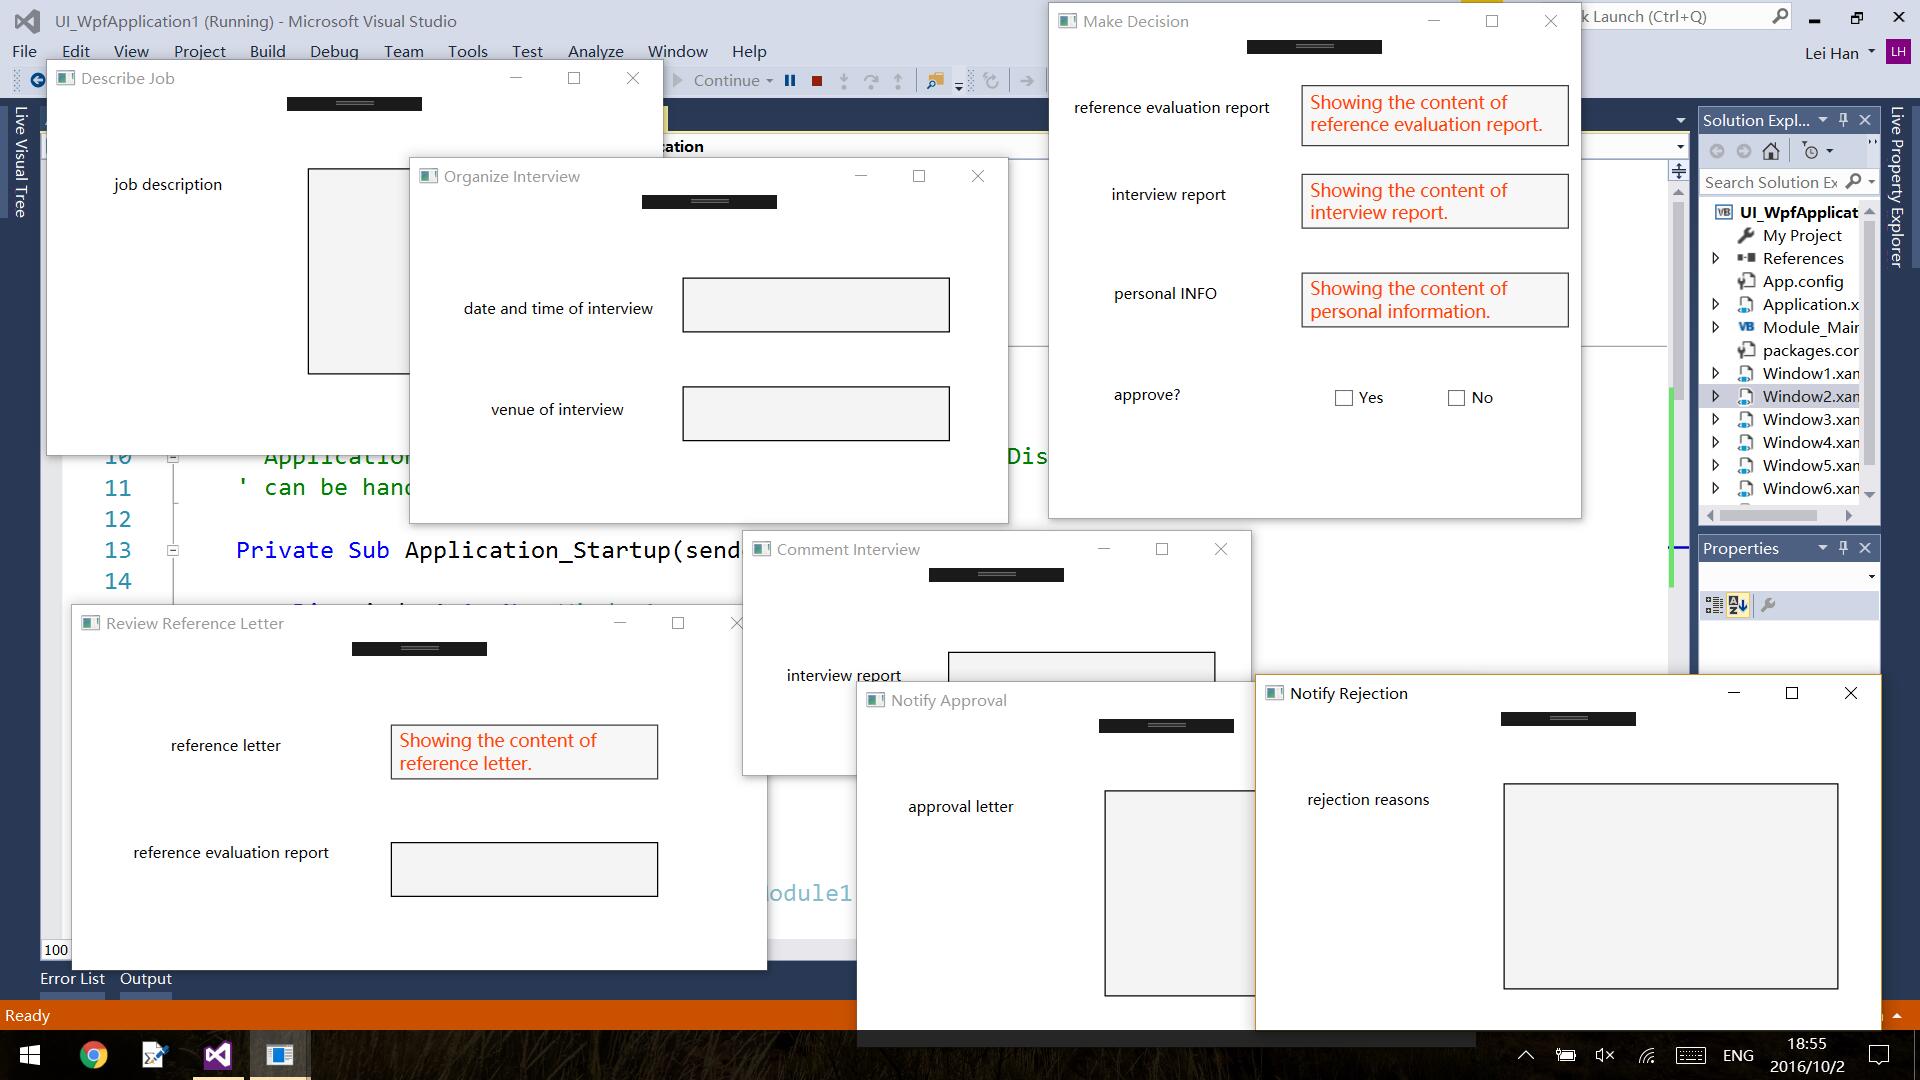 UI_WpfApplication1 (Running) - Microsoft Visual Studio
k Launch (Ctrl+Q)
File Edit View Project Build Debug Team Tools Test Analyze Window Help
Lei Han LH
Continue
Live Visual Tree
Describe Job
job description
Organize Interview
date and time of interview
venue of interview
Make Decision
reference evaluation report
Showing the content of
reference evaluation report.
interview report
Showing the content of
interview report.
personal INFO
Showing the content of
personal information.
approve?
Yes
No
10 Application
11 ' can be han
12
13 Private Sub Application_Startup(send
14
Dis
odule1
Review Reference Letter
reference letter
Showing the content of
reference letter.
reference evaluation report
Comment Interview
interview report
Notify Approval
approval letter
Notify Rejection
rejection reasons
Solution Expl...
Search Solution Ex
UI_WpfApplicat
My Project
References
App.config
Application.x
Module_Mair
packages.cor
Window1.xan
Window2.xan
Window3.xan
Window4.xan
Window5.xan
Window6.xan
Properties
Live Property Explorer
100
Error List Output
Ready
ENG
18:55
2016/10/2